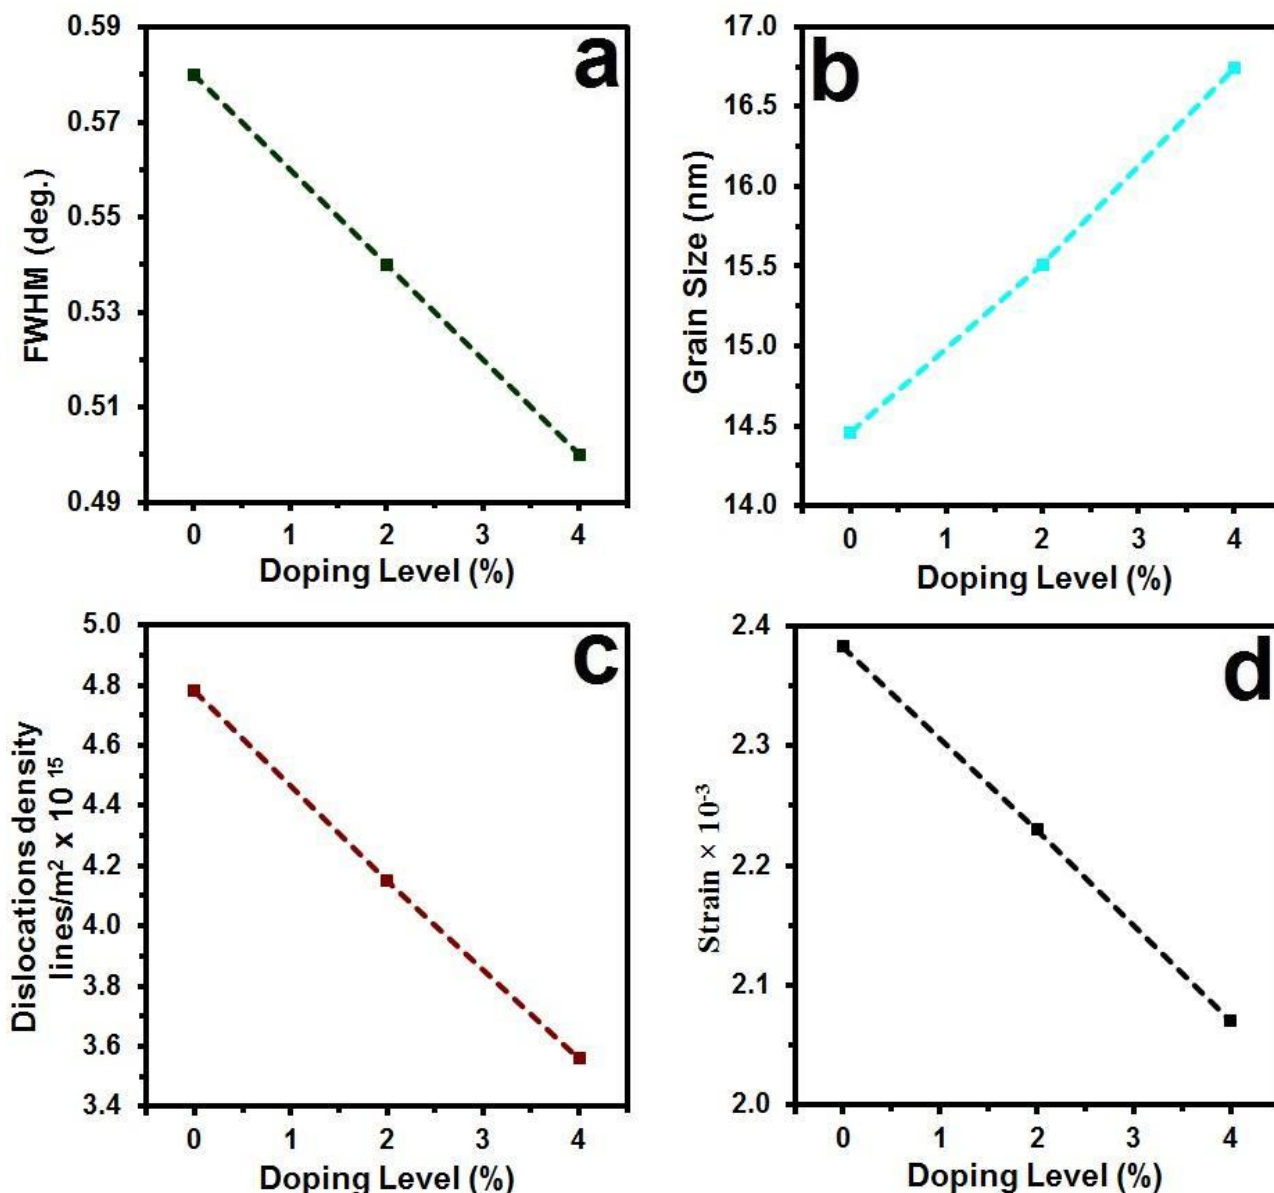 a
FWHM (deg.)
0.59
0.57
0.55
0.53
0.51
0.49
0 1 2 3 4
Doping Level (%)
b
Grain Size (nm)
17.0
16.5
16.0
15.5
15.0
14.5
14.0
0 1 2 3 4
Doping Level (%)
c
Dislocations density
lines/m² x 10 ¹⁵
5.0
4.8
4.6
4.4
4.2
4.0
3.8
3.6
3.4
0 1 2 3 4
Doping Level (%)
d
Strain × 10⁻³
2.4
2.3
2.2
2.1
2.0
0 1 2 3 4
Doping Level (%)